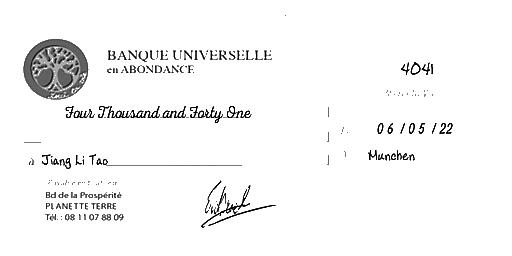 BANQUE UNIVERSELLE
en ABONDANCE
4041
Four Thousand and Forty One
06/05/22
à Jiang Li Tao
Munchen
Bd de la Prospérité
PLANETTE TERRE
Tél. : 08 11 07 88 09